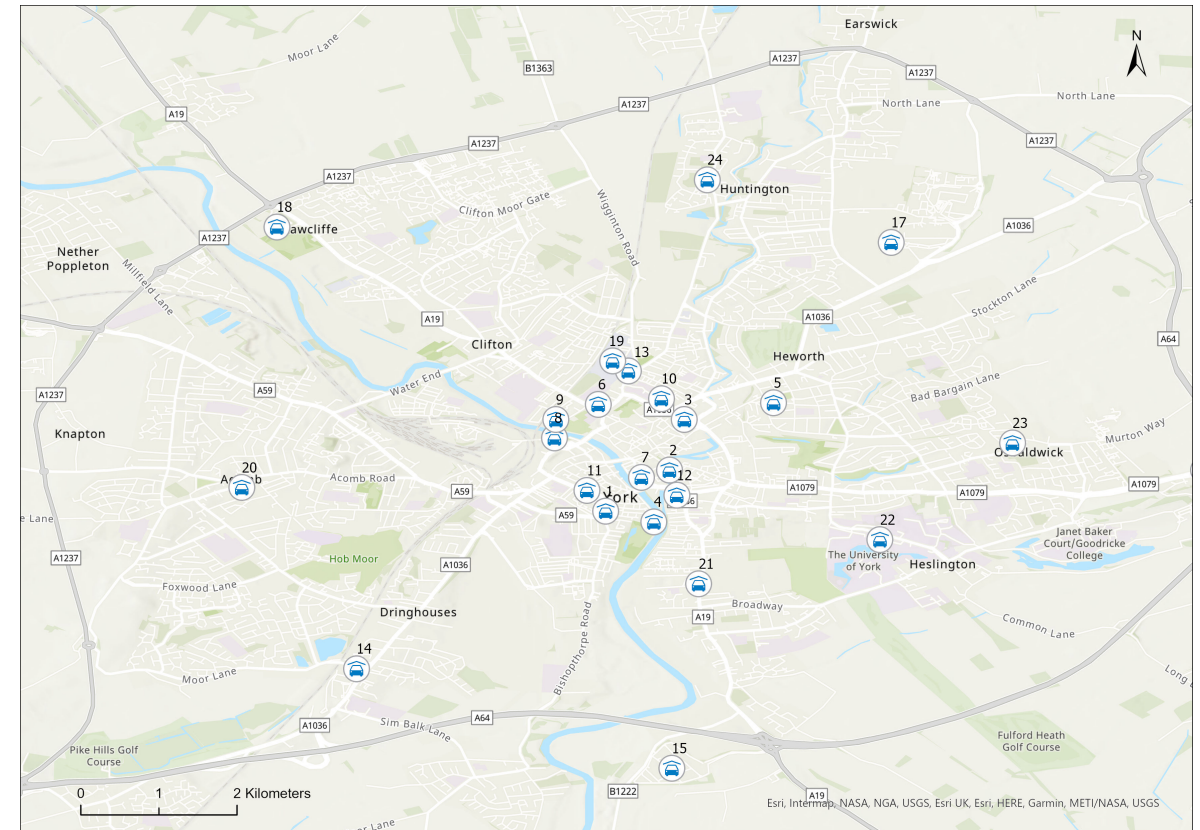 Earswick
N
Moor Lane
A1237
B1363
A1237
A1237
North Lane
North Lane
A19
A1237
A1237
24
A1237
Huntington
Clifton Moor Gate
Wigginton Road
18
awcliffe
17
A1036
A1237
Nether
Poppleton
Millfield Lane
Stockton Lane
A19
A1036
Clifton
19
13
Heworth
A64
Water End
Bad Bargain Lane
A59
A1237
6
10
5
9
3
8
Knapton
23
Murton Way
2
20
Acomb Road
7
12
A1079
A1079
A1079
11
A59
1
York
4
A59
e Lane
22
Janet Baker
Court/Goodricke
College
The University
of York
Heslington
A1237
Hob Moor
A1036
21
Foxwood Lane
Broadway
Dringhouses
A19
Common Lane
Bishopthorpe Road
14
Moor Lane
Long
A64
A1036
Sim Balk Lane
Fulford Heath
Golf Course
Pike Hills Golf
Course
15
0 1 2 Kilometers
B1222
A19
Esri, Intermap, NASA, NGA, USGS, Esri UK, Esri, HERE, Garmin, METI/NASA, USGS
ler Lane